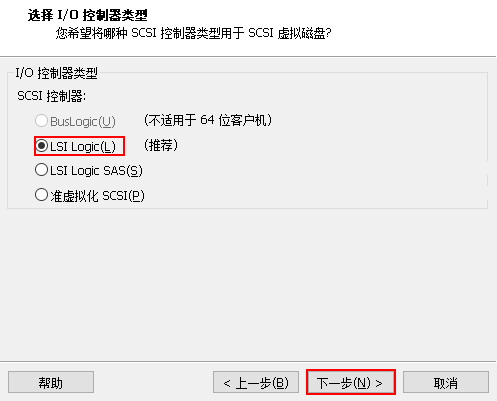 选择 I/O 控制器类型
您希望将哪种 SCSI 控制器类型用于 SCSI 虚拟磁盘?
I/O 控制器类型
SCSI 控制器:
BusLogic(U) (不适用于 64 位客户机)
LSI Logic(L) (推荐)
LSI Logic SAS(S)
准虚拟化 SCSI(P)
帮助 < 上一步(B) 下一步(N) > 取消